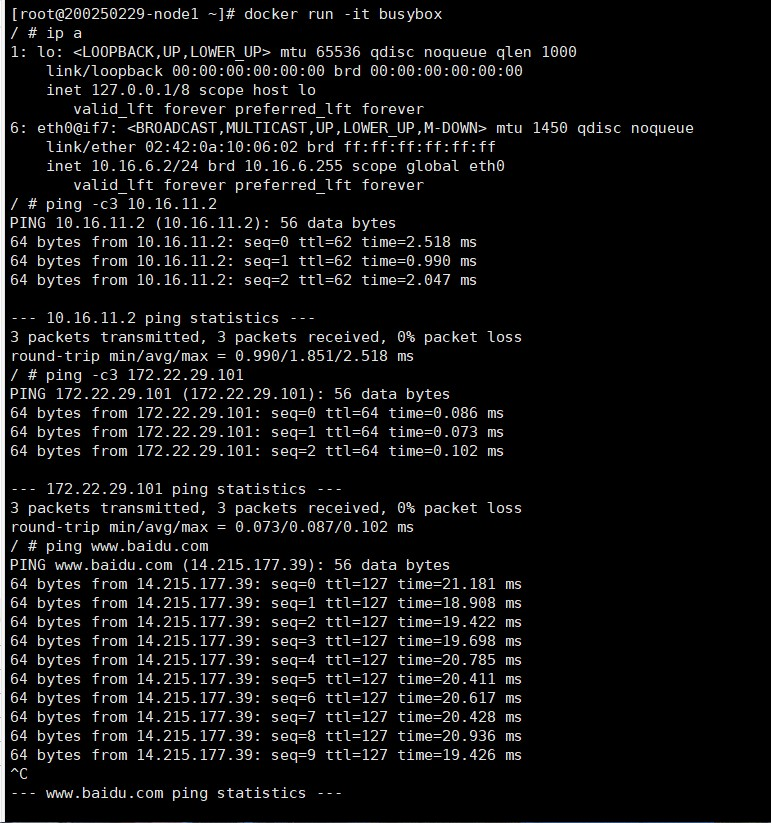 [root@200250229-node1 ~]# docker run -it busybox
/ # ip a
1: lo: <LOOPBACK,UP,LOWER_UP> mtu 65536 qdisc noqueue qlen 1000
    link/loopback 00:00:00:00:00:00 brd 00:00:00:00:00:00
    inet 127.0.0.1/8 scope host lo
       valid_lft forever preferred_lft forever
6: eth0@if7: <BROADCAST,MULTICAST,UP,LOWER_UP,M-DOWN> mtu 1450 qdisc noqueue
    link/ether 02:42:0a:10:06:02 brd ff:ff:ff:ff:ff:ff
    inet 10.16.6.2/24 brd 10.16.6.255 scope global eth0
       valid_lft forever preferred_lft forever
/ # ping -c3 10.16.11.2
PING 10.16.11.2 (10.16.11.2): 56 data bytes
64 bytes from 10.16.11.2: seq=0 ttl=62 time=2.518 ms
64 bytes from 10.16.11.2: seq=1 ttl=62 time=0.990 ms
64 bytes from 10.16.11.2: seq=2 ttl=62 time=2.047 ms

--- 10.16.11.2 ping statistics ---
3 packets transmitted, 3 packets received, 0% packet loss
round-trip min/avg/max = 0.990/1.851/2.518 ms
/ # ping -c3 172.22.29.101
PING 172.22.29.101 (172.22.29.101): 56 data bytes
64 bytes from 172.22.29.101: seq=0 ttl=64 time=0.086 ms
64 bytes from 172.22.29.101: seq=1 ttl=64 time=0.073 ms
64 bytes from 172.22.29.101: seq=2 ttl=64 time=0.102 ms

--- 172.22.29.101 ping statistics ---
3 packets transmitted, 3 packets received, 0% packet loss
round-trip min/avg/max = 0.073/0.087/0.102 ms
/ # ping www.baidu.com
PING www.baidu.com (14.215.177.39): 56 data bytes
64 bytes from 14.215.177.39: seq=0 ttl=127 time=21.181 ms
64 bytes from 14.215.177.39: seq=1 ttl=127 time=18.908 ms
64 bytes from 14.215.177.39: seq=2 ttl=127 time=19.422 ms
64 bytes from 14.215.177.39: seq=3 ttl=127 time=19.698 ms
64 bytes from 14.215.177.39: seq=4 ttl=127 time=20.785 ms
64 bytes from 14.215.177.39: seq=5 ttl=127 time=20.411 ms
64 bytes from 14.215.177.39: seq=6 ttl=127 time=20.617 ms
64 bytes from 14.215.177.39: seq=7 ttl=127 time=20.428 ms
64 bytes from 14.215.177.39: seq=8 ttl=127 time=20.936 ms
64 bytes from 14.215.177.39: seq=9 ttl=127 time=19.426 ms
^C
--- www.baidu.com ping statistics ---